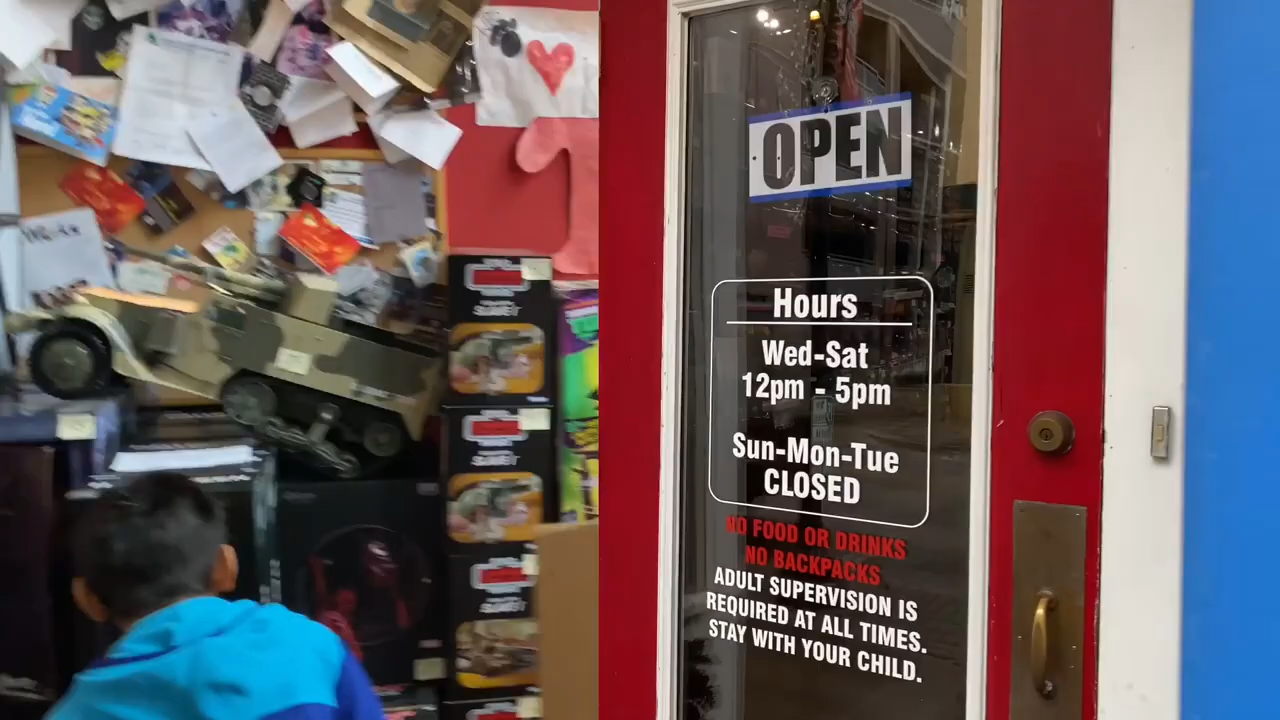 OPEN
Hours
Wed-Sat
12pm - 5pm
Sun-Mon-Tue
CLOSED
NO FOOD OR DRINKS
NO BACKPACKS
ADULT SUPERVISION IS
REQUIRED AT ALL TIMES.
STAY WITH YOUR CHILD.